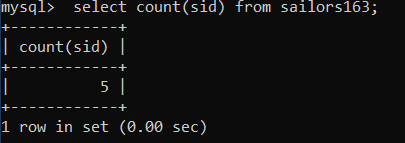 mysql>  select count(sid) from sailors163;
+------------+
| count(sid) |
+------------+
|          5 |
+------------+
1 row in set (0.00 sec)